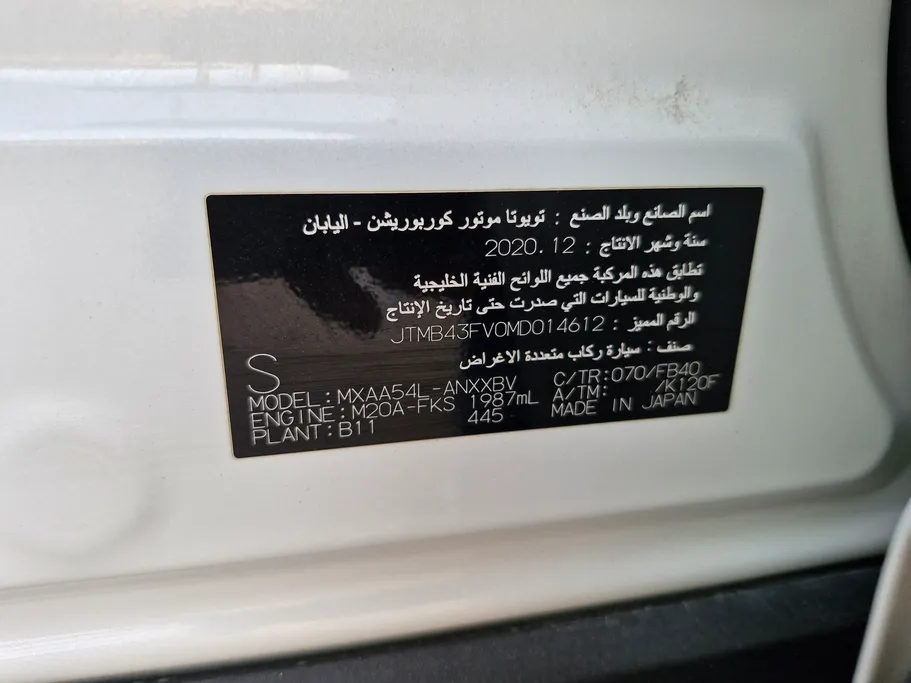 اسم الصانع وبلد الصنع : تويوتا موتور كوربوريشن - اليابان
سنة وشهر الانتاج : 2020.12
تطابق هذه المركبة جميع اللوائح الفنية الخليجية
والوطنية للسيارات التي صدرت حتى تاريخ الإنتاج
الرقم المميز : JTMB43FV0MD014612
صنف : سيارة ركاب متعددة الاغراض
S
MODEL:MXAA54L-ANXXBV C/TR:070/FB40
ENGINE:M20A-FKS 1987mL A/TM: /K120F
PLANT:B11 445 MADE IN JAPAN